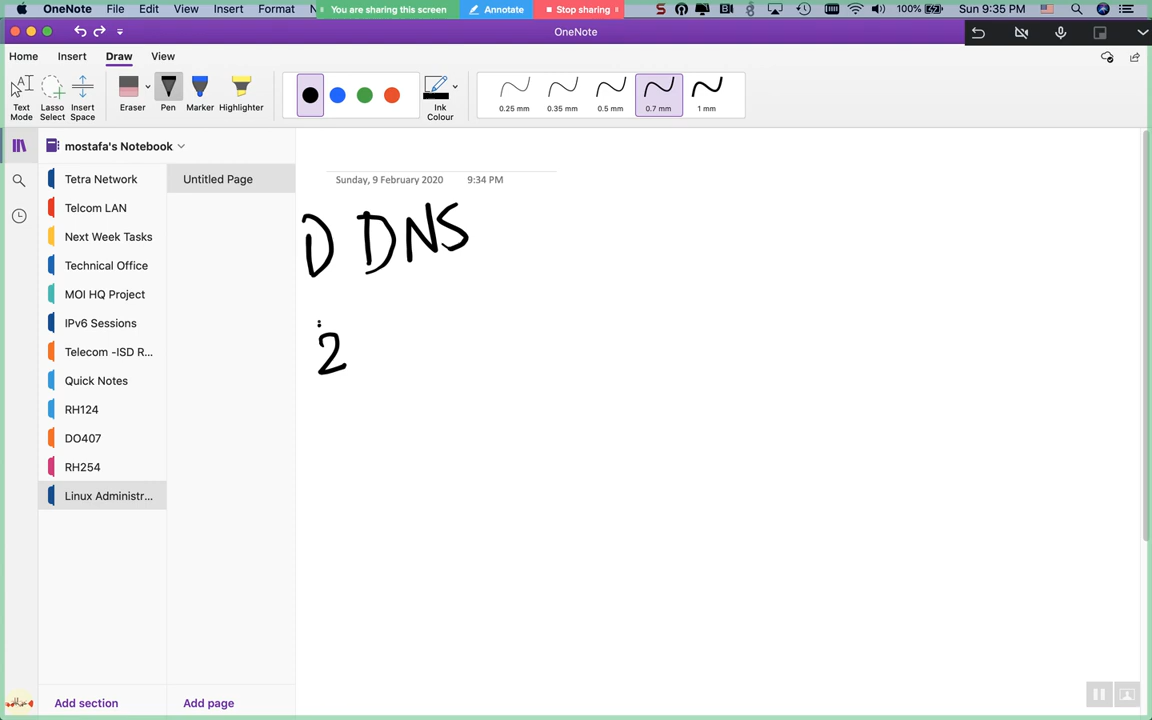 OneNote File Edit View Insert Format N You are sharing this screen Annotate Stop sharing 100% Sun 9:35 PM
OneNote
Home Insert Draw View
Text Mode Lasso Select Insert Space Eraser Pen Marker Highlighter Ink Colour 0.25 mm 0.35 mm 0.5 mm 0.7 mm 1 mm
mostafa's Notebook
Tetra Network Untitled Page
Sunday, 9 February 2020 9:34 PM
Telcom LAN
Next Week Tasks
D DNS
Technical Office
MOI HQ Project
IPv6 Sessions
Telecom -ISD R...
2
Quick Notes
RH124
DO407
RH254
Linux Administr...
Add section Add page